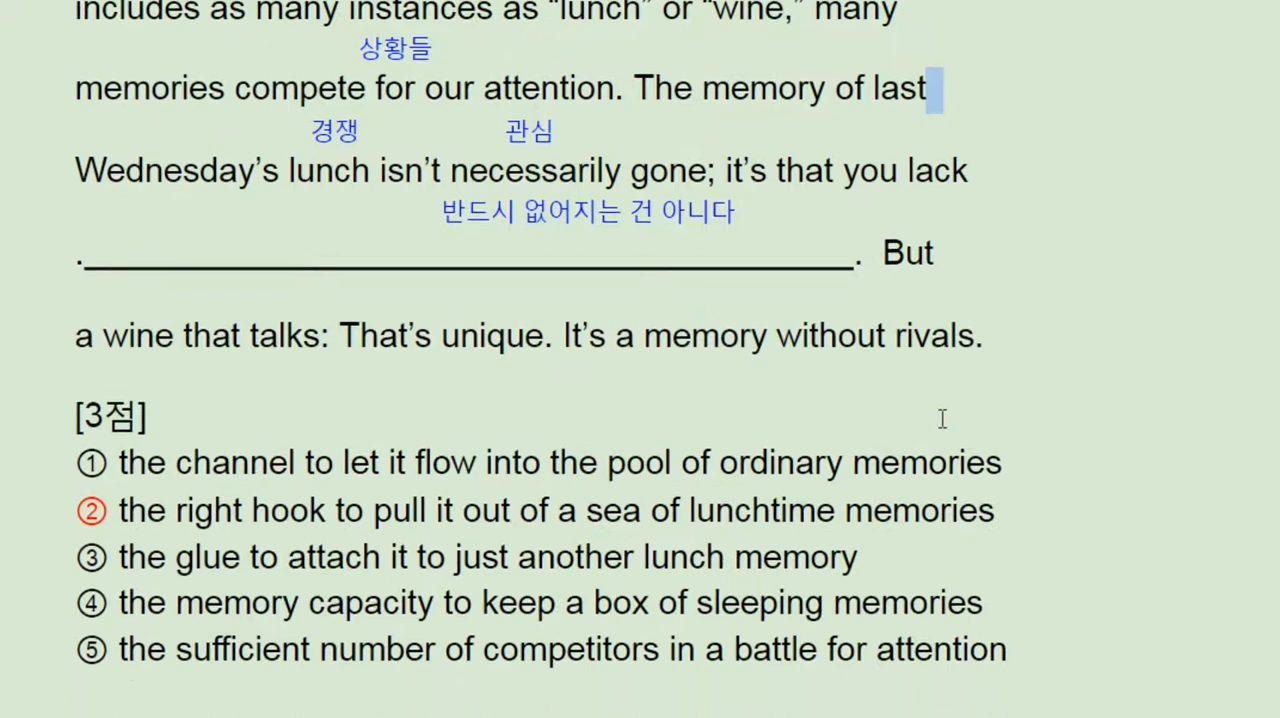 includes as many instances as “lunch” or “wine,” many
상황들
memories compete for our attention. The memory of last
경쟁 관심
Wednesday’s lunch isn’t necessarily gone; it’s that you lack
반드시 없어지는 건 아니다
.________________________________________. But
a wine that talks: That’s unique. It’s a memory without rivals.
[3점]
① the channel to let it flow into the pool of ordinary memories
② the right hook to pull it out of a sea of lunchtime memories
③ the glue to attach it to just another lunch memory
④ the memory capacity to keep a box of sleeping memories
⑤ the sufficient number of competitors in a battle for attention